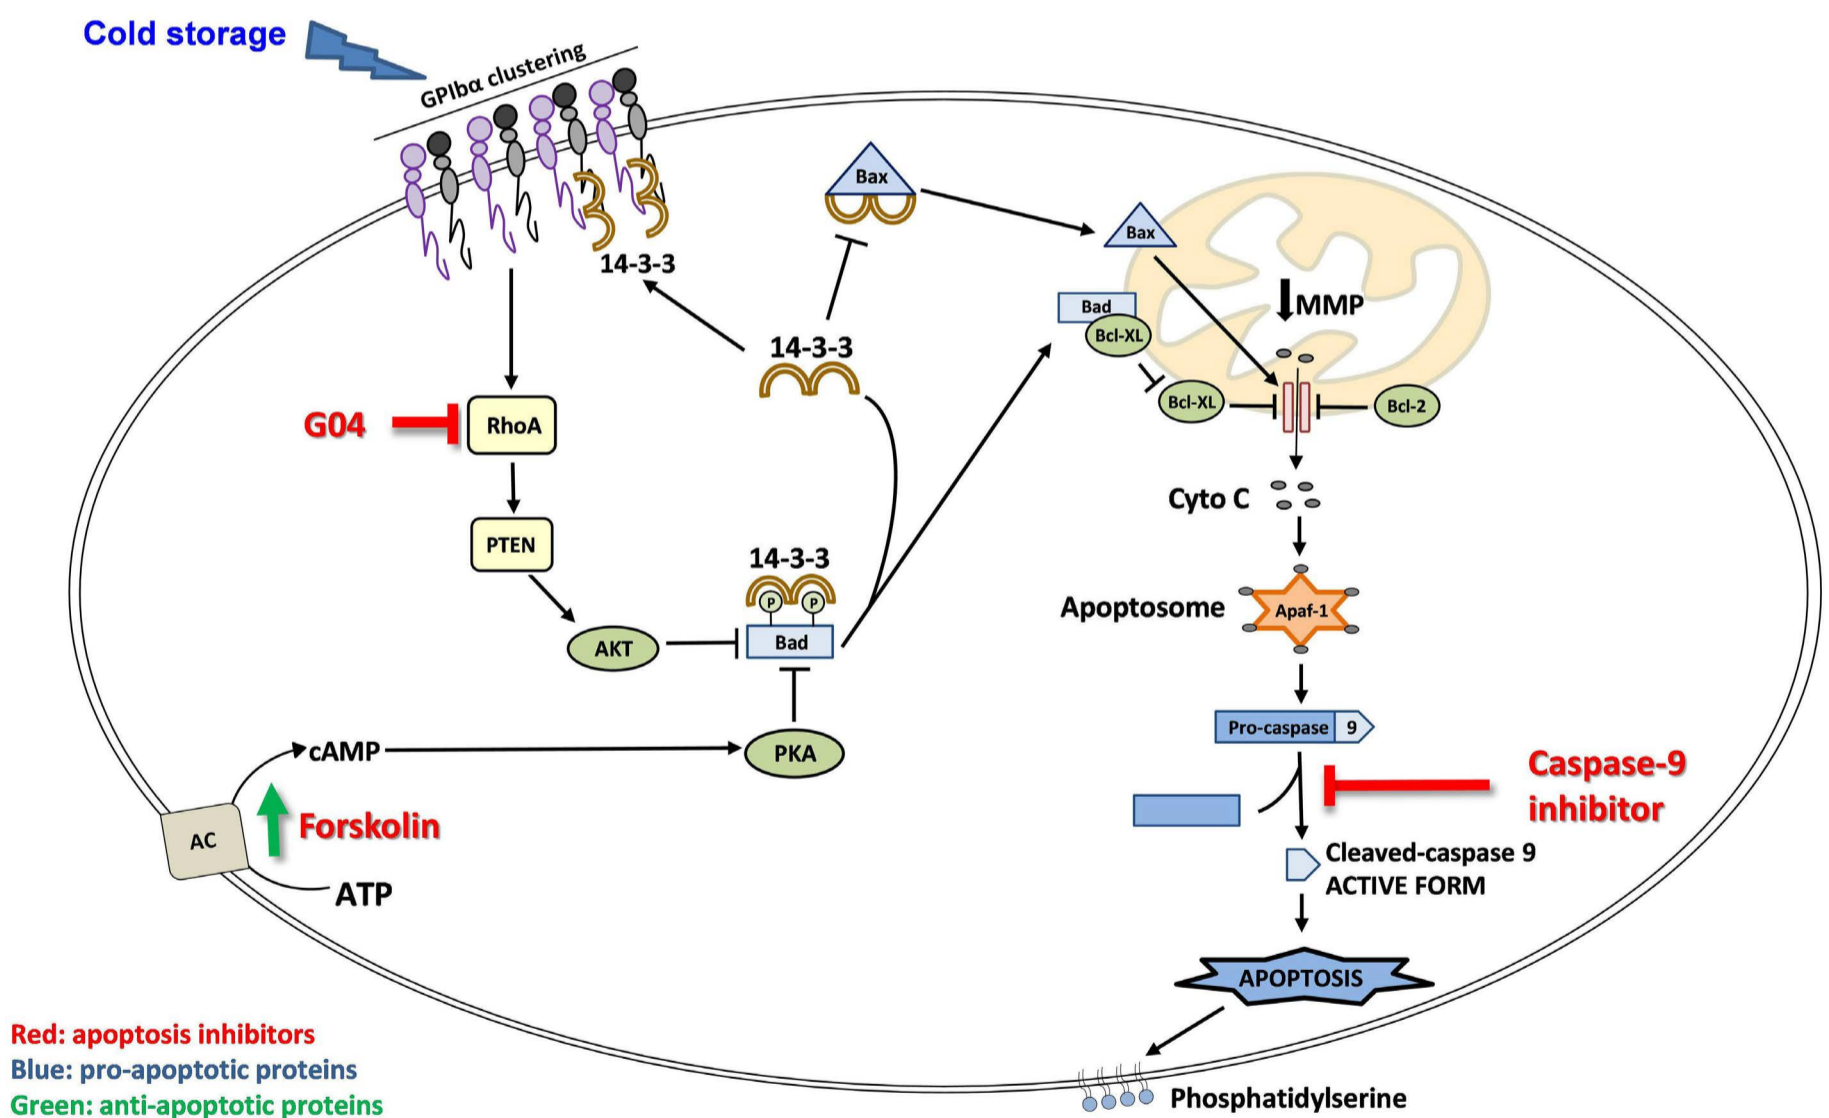 Cold storage
GPIbα clustering
14-3-3
Bax
Bax
Bad
Bcl-XL
MMP
14-3-3
Bcl-XL
Bcl-2
G04
RhoA
Cyto C
PTEN
14-3-3
P
P
Bad
AKT
Apoptosome
Apaf-1
Pro-caspase
9
cAMP
PKA
Caspase-9
inhibitor
Forskolin
AC
ATP
Cleaved-caspase 9
ACTIVE FORM
APOPTOSIS
Phosphatidylserine
Red: apoptosis inhibitors
Blue: pro-apoptotic proteins
Green: anti-apoptotic proteins